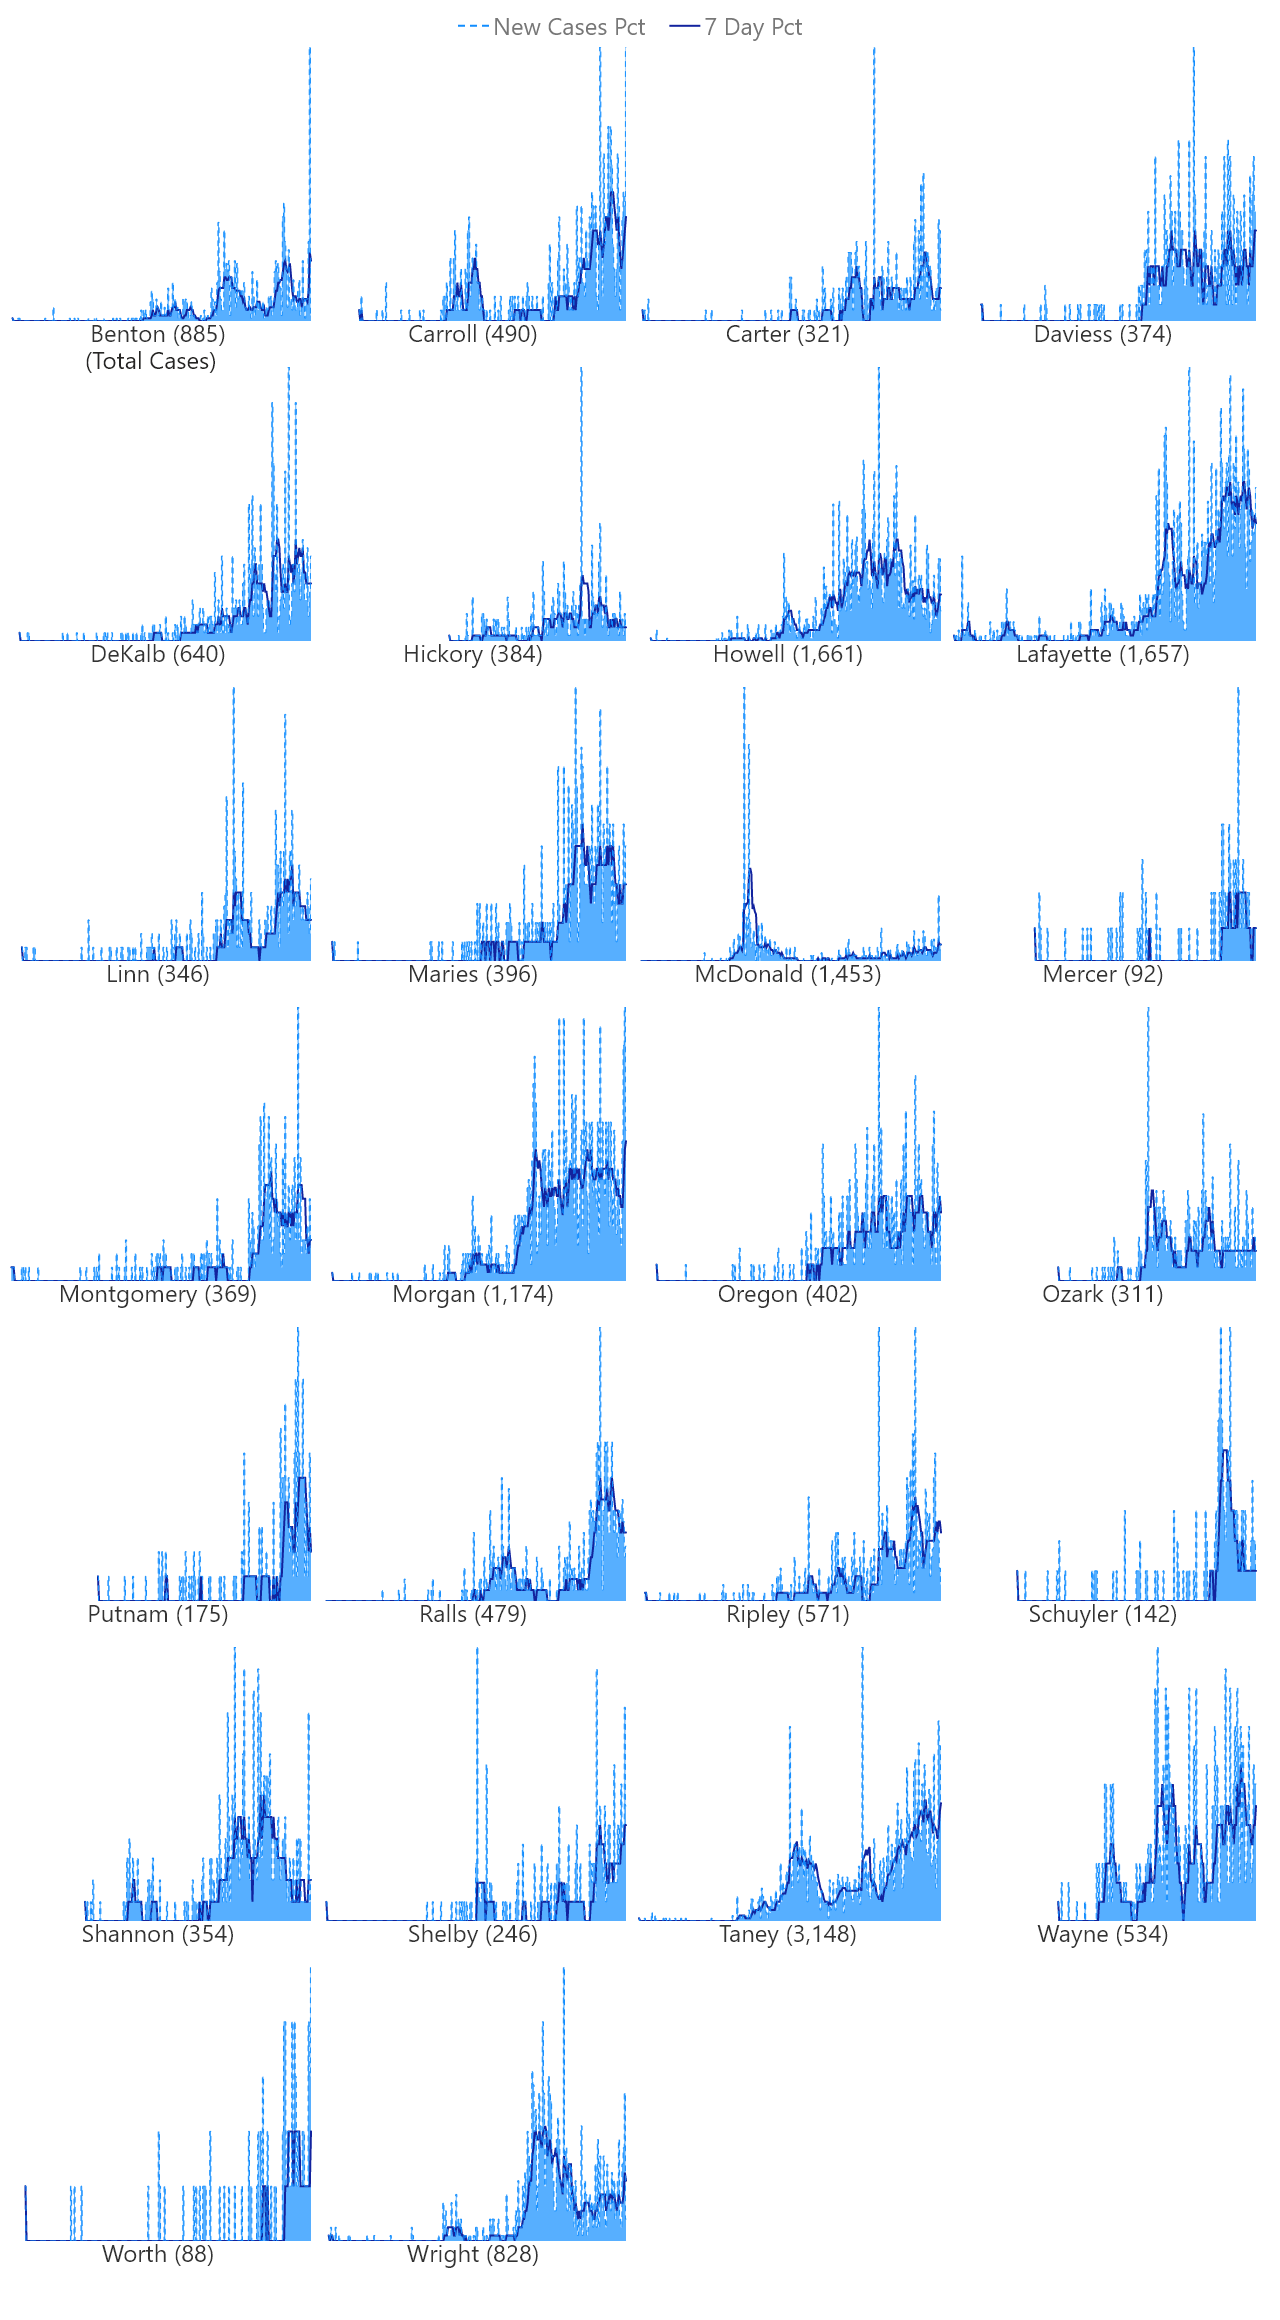 New Cases Pct 7 Day Pct
Benton (885) Carroll (490) Carter (321) Daviess (374)
(Total Cases)
DeKalb (640) Hickory (384) Howell (1,661) Lafayette (1,657)
Linn (346) Maries (396) McDonald (1,453) Mercer (92)
Montgomery (369) Morgan (1,174) Oregon (402) Ozark (311)
Putnam (175) Ralls (479) Ripley (571) Schuyler (142)
Shannon (354) Shelby (246) Taney (3,148) Wayne (534)
Worth (88) Wright (828)